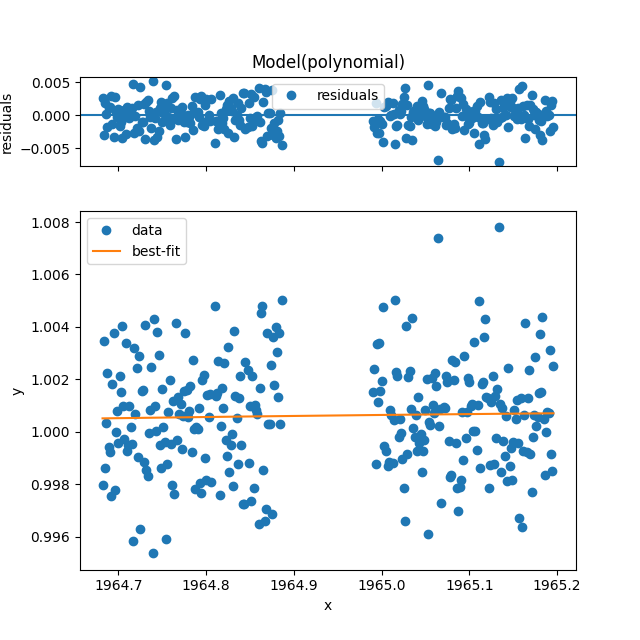 Model(polynomial)
0.005
0.000
−0.005
residuals
residuals
1.008
1.006
1.004
1.002
1.000
0.998
0.996
y
data
best-fit
1964.7 1964.8 1964.9 1965.0 1965.1 1965.2
x